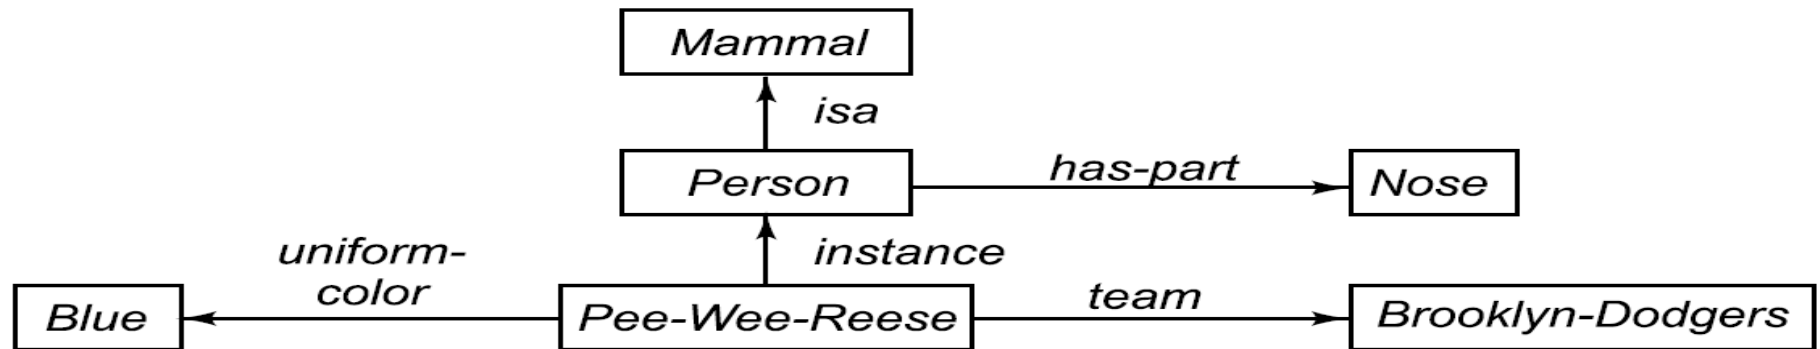 Mammal
isa
Person
has-part
Nose
uniform-
color
instance
Blue
Pee-Wee-Reese
team
Brooklyn-Dodgers